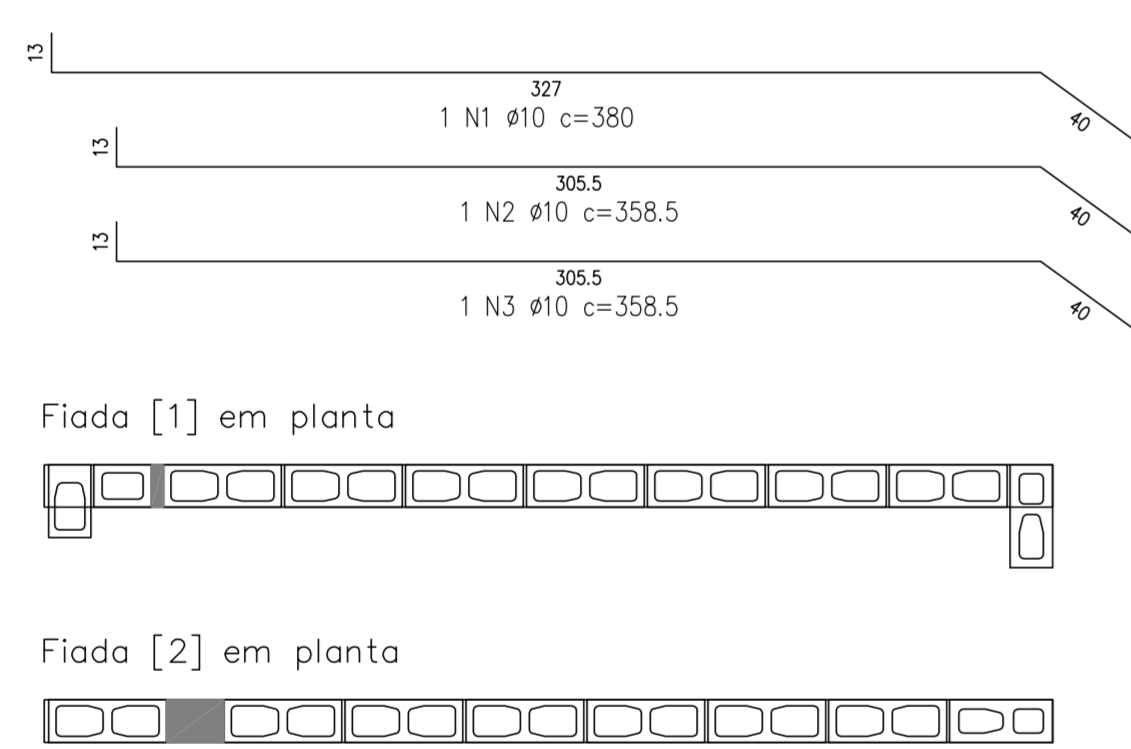 13
327
1 N1 ø10 c=380
40
13
305.5
1 N2 ø10 c=358.5
40
13
305.5
1 N3 ø10 c=358.5
40
Fiada [1] em planta
Fiada [2] em planta